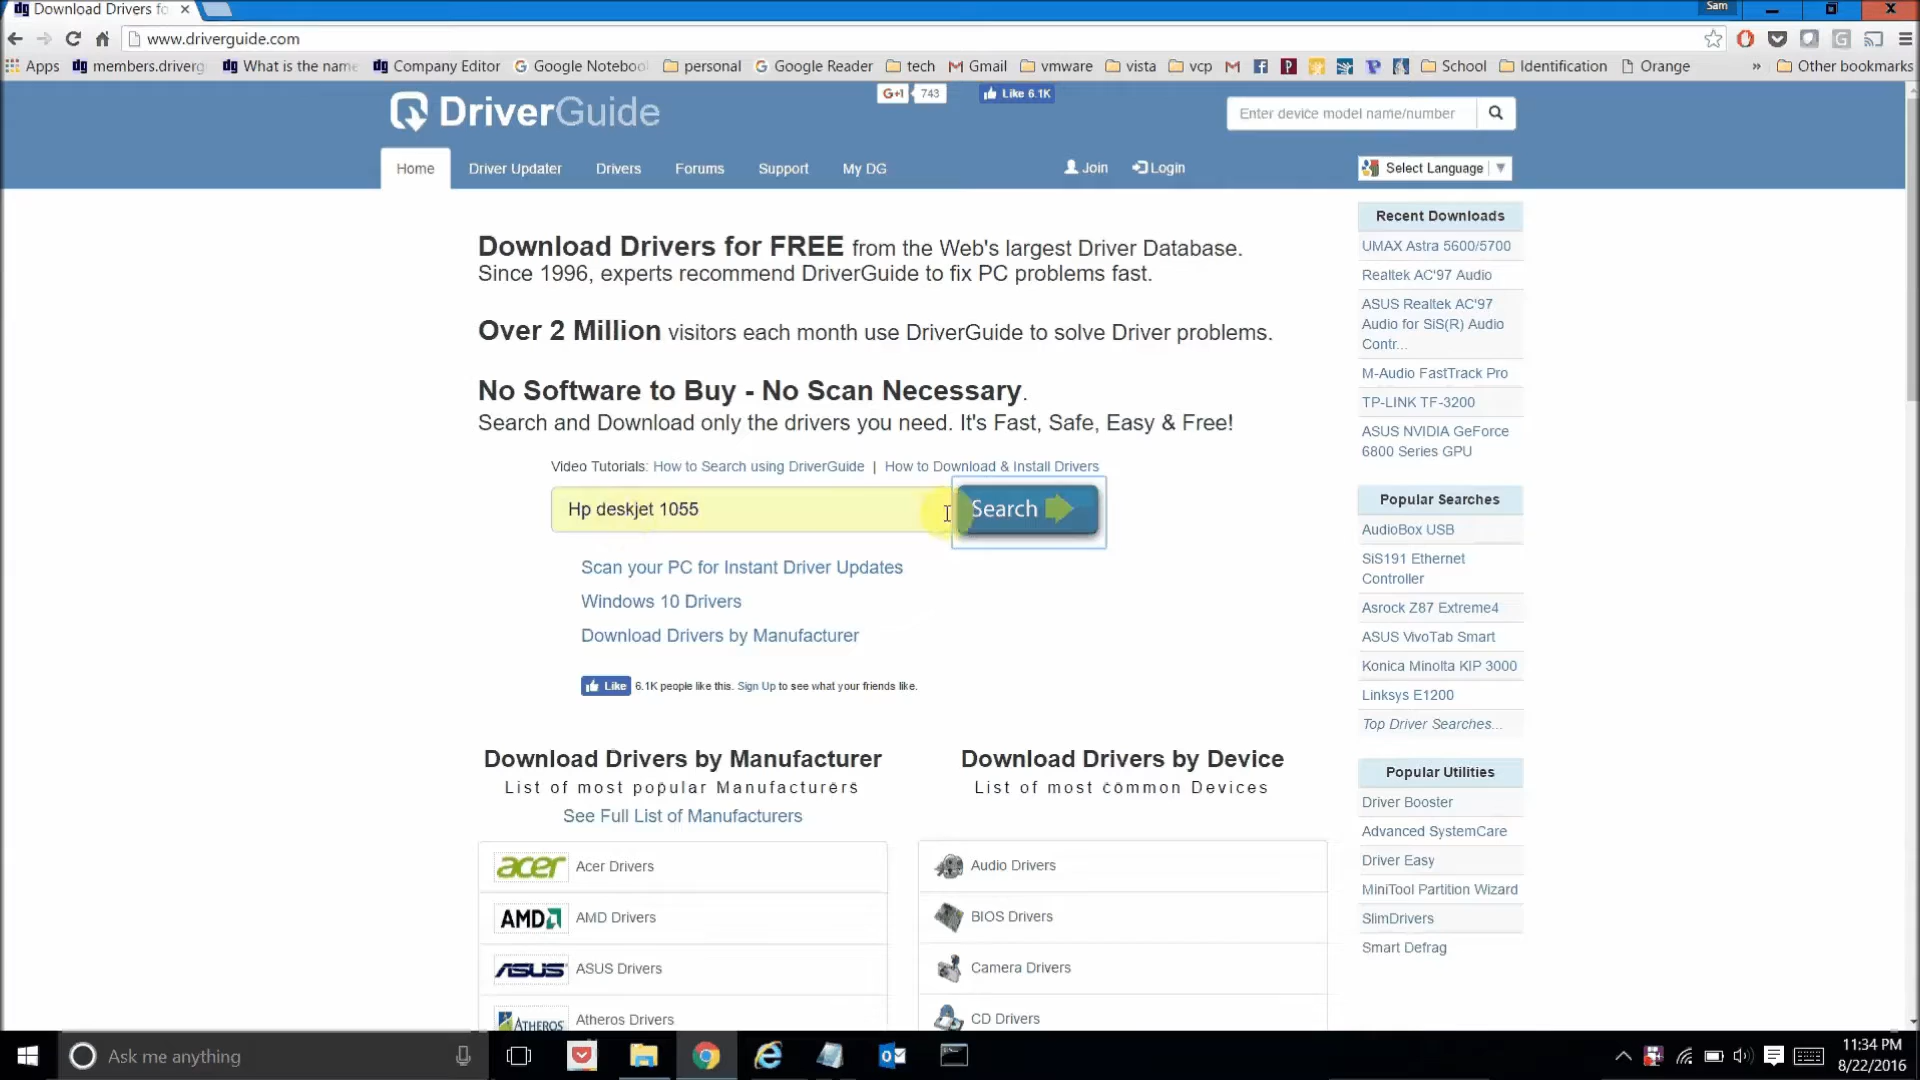 Download Drivers fo
Sam
www.driverguide.com
Apps
members.driverg
What is the name
Company Editor
Google Noteboo
personal
Google Reader
tech
Gmail
vmware
vista
vcp
School
Identification
Orange
»
Other bookmarks
DriverGuide
G+1 743
Like 6.1K
Enter device model name/number
Home
Driver Updater
Drivers
Forums
Support
My DG
Join
Login
Select Language
Download Drivers for FREE from the Web's largest Driver Database.
Since 1996, experts recommend DriverGuide to fix PC problems fast.
Over 2 Million visitors each month use DriverGuide to solve Driver problems.
No Software to Buy - No Scan Necessary.
Search and Download only the drivers you need. It's Fast, Safe, Easy & Free!
Video Tutorials: How to Search using DriverGuide | How to Download & Install Drivers
Hp deskjet 1055
Search
Scan your PC for Instant Driver Updates
Windows 10 Drivers
Download Drivers by Manufacturer
Like 6.1K people like this. Sign Up to see what your friends like.
Download Drivers by Manufacturer
List of most popular Manufacturers
See Full List of Manufacturers
acer Acer Drivers
AMD AMD Drivers
ASUS ASUS Drivers
ATHEROS Atheros Drivers
Download Drivers by Device
List of most common Devices
Audio Drivers
BIOS Drivers
Camera Drivers
CD Drivers
Recent Downloads
UMAX Astra 5600/5700
Realtek AC'97 Audio
ASUS Realtek AC'97
Audio for SiS(R) Audio
Contr...
M-Audio FastTrack Pro
TP-LINK TF-3200
ASUS NVIDIA GeForce
6800 Series GPU
Popular Searches
AudioBox USB
SiS191 Ethernet
Controller
Asrock Z87 Extreme4
ASUS VivoTab Smart
Konica Minolta KIP 3000
Linksys E1200
Top Driver Searches...
Popular Utilities
Driver Booster
Advanced SystemCare
Driver Easy
MiniTool Partition Wizard
SlimDrivers
Smart Defrag
Ask me anything
11:34 PM
8/22/2016